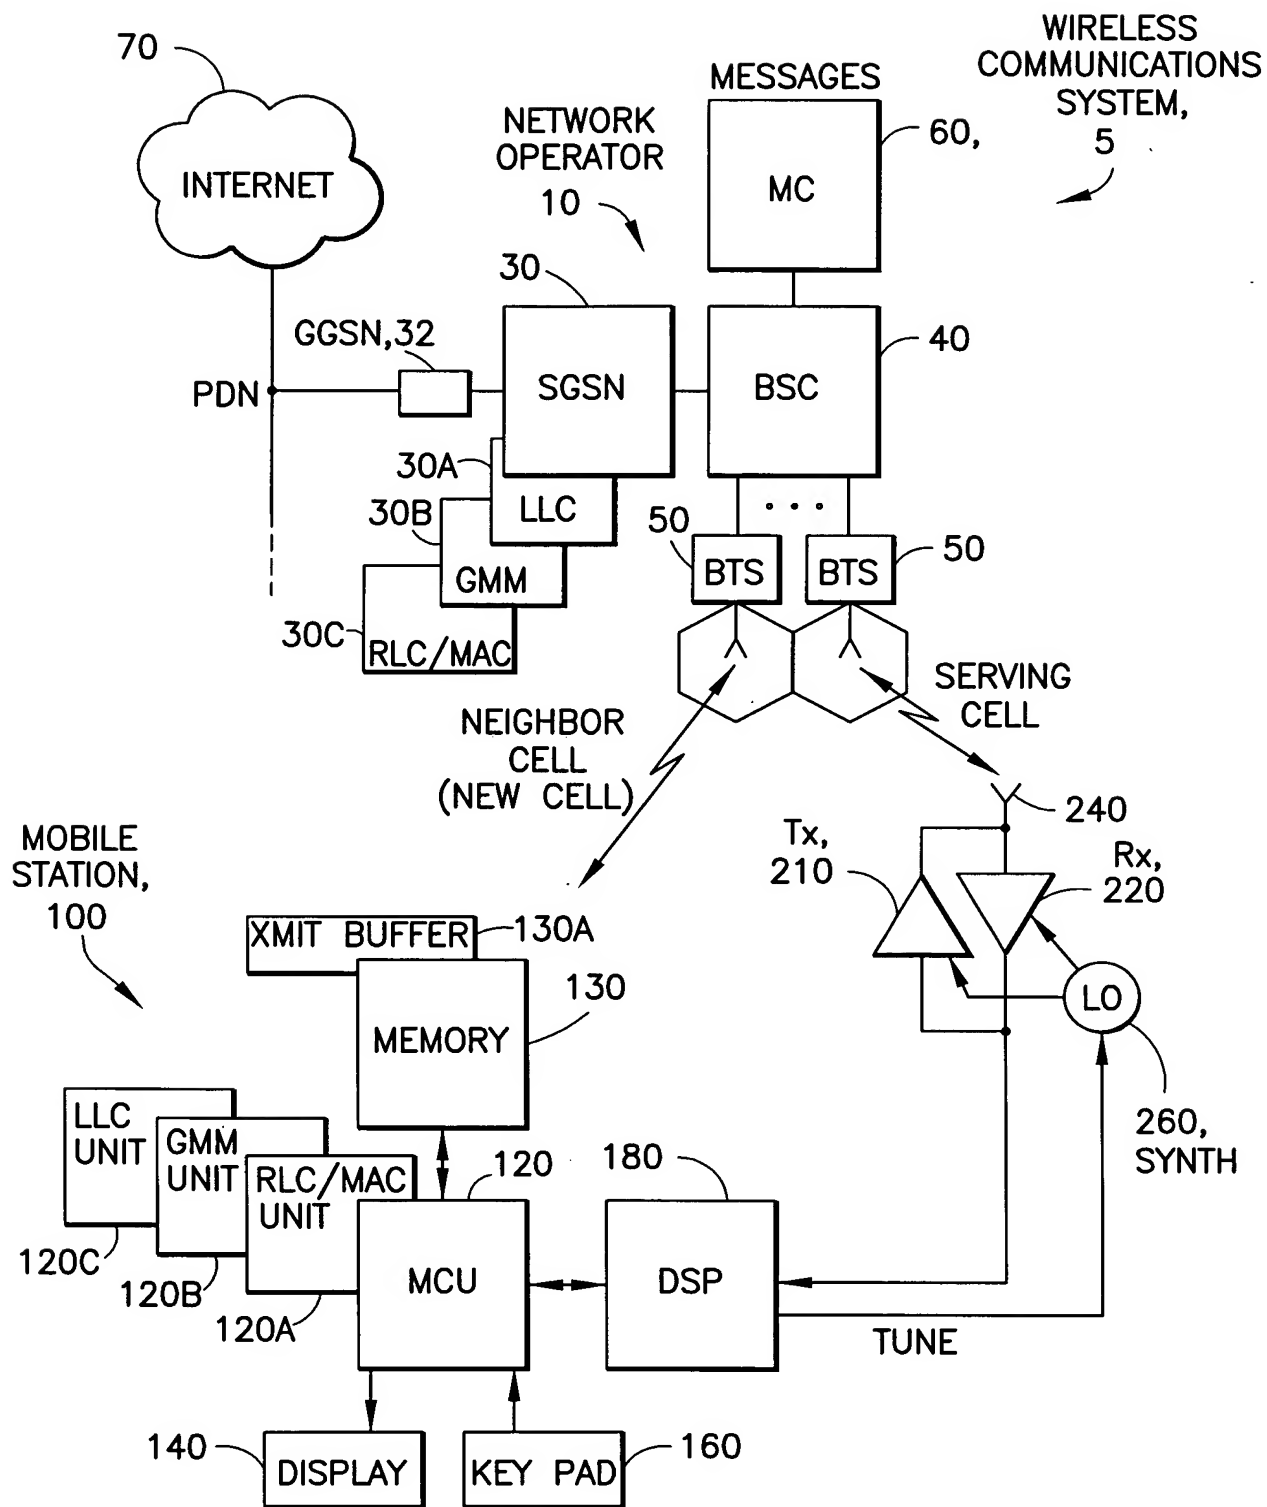 WIRELESS
COMMUNICATIONS
SYSTEM,
5
70
INTERNET
MESSAGES
60,
MC
NETWORK
OPERATOR
10
30
GGSN,32
PDN
SGSN
BSC
40
30A
LLC
30B
GMM
30C
RLC/MAC
50
BTS
BTS
50
SERVING
CELL
NEIGHBOR
CELL
(NEW CELL)
240
Tx,
210
Rx,
220
LO
260,
SYNTH
MOBILE
STATION,
100
XMIT BUFFER
130A
130
MEMORY
LLC
UNIT
GMM
UNIT
RLC/MAC
UNIT
120
180
120C
120B
120A
MCU
DSP
TUNE
140
DISPLAY
KEY PAD
160